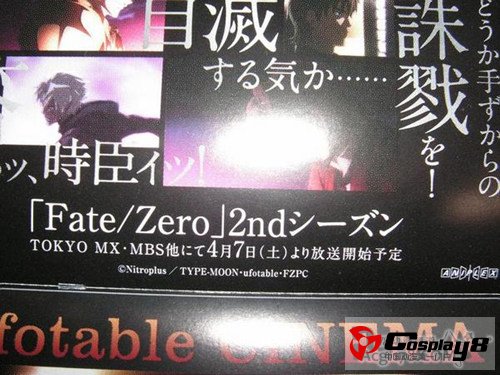 自滅
する気か……
どうか手ずからの
誅戮を！
ッ、時臣ィッ！
「Fate/Zero」2ndシーズン
TOKYO MX・MBS他にて4月7日(土)より放送開始予定
©Nitroplus / TYPE-MOON・ufotable・FZPC
ANIPLEX
fotable CINEMA
Cosplay8